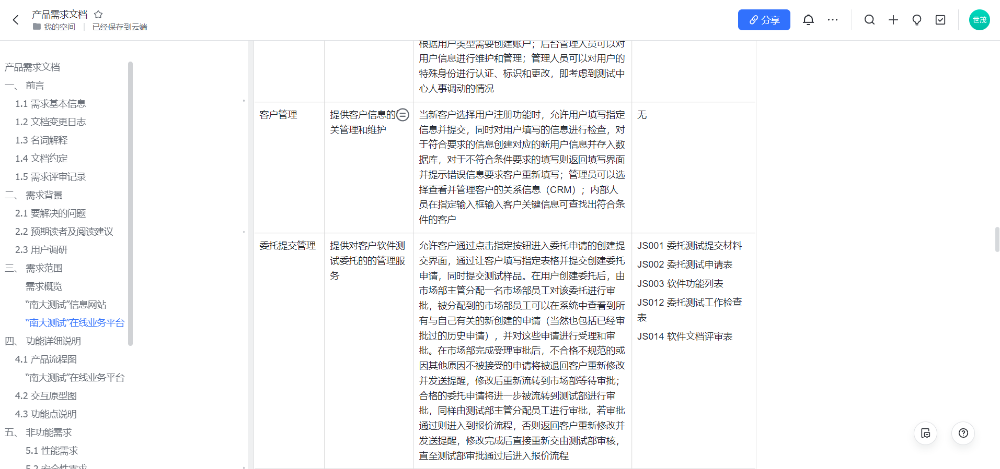 产品需求文档
我的空间
已经保存到云端
分享
世茂
产品需求文档
一、 前言
1.1 需求基本信息
1.2 文档变更日志
1.3 名词解释
1.4 文档约定
1.5 需求评审记录
二、 需求背景
2.1 要解决的问题
2.2 预期读者及阅读建议
2.3 用户调研
三、 需求范围
需求概览
“南大测试”信息网站
“南大测试”在线业务平台
四、 功能详细说明
4.1 产品流程图
“南大测试”在线业务平台
4.2 交互原型图
4.3 功能点说明
五、 非功能需求
5.1 性能需求
5.2 安全性需求
根据用户类型需要创建账户；后台管理人员可以对
用户信息进行维护和管理；管理人员可以对用户的
特殊身份进行认证、标识和更改，即考虑到测试中
心人事调动的情况
客户管理
提供客户信息的
关管理和维护
当新客户选择用户注册功能时，允许用户填写指定
信息并提交，同时对用户填写的信息进行检查，对
于符合要求的信息创建对应的新用户信息并存入数
据库，对于不符合条件要求的填写则返回填写界面
并提示错误信息要求客户重新填写；管理员可以选
择查看并管理客户的关系信息（CRM）；内部人
员在指定输入框输入客户关键信息可查找出符合条
件的客户
无
委托提交管理
提供对客户软件测
试委托的的管理服
务
允许客户通过点击指定按钮进入委托申请的创建提
交界面，通过让客户填写指定表格并提交创建委托
申请，同时提交测试样品。在用户创建委托后，由
市场部主管分配一名市场部员工对该委托进行审
批，被分配到的市场部员工可以在系统中查看到所
有与自己有关的新创建的申请（当然也包括已经审
批过的历史申请），并对这些申请进行受理和审
批。在市场部完成受理审批后，不合格不规范的或
因其他原因不被接受的申请将被退回客户重新修改
并发送提醒，修改后重新流转到市场部等待审批；
合格的委托申请将进一步被流转到测试部进行审
批，同样由测试部主管分配员工进行审批，若审批
通过则进入到报价流程，否则返回客户重新修改并
发送提醒，修改完成后直接重新交由测试部审核，
直至测试部审批通过后进入报价流程
JS001 委托测试提交材料
JS002 委托测试申请表
JS003 软件功能列表
JS012 委托测试工作检查
表
JS014 软件文档评审表